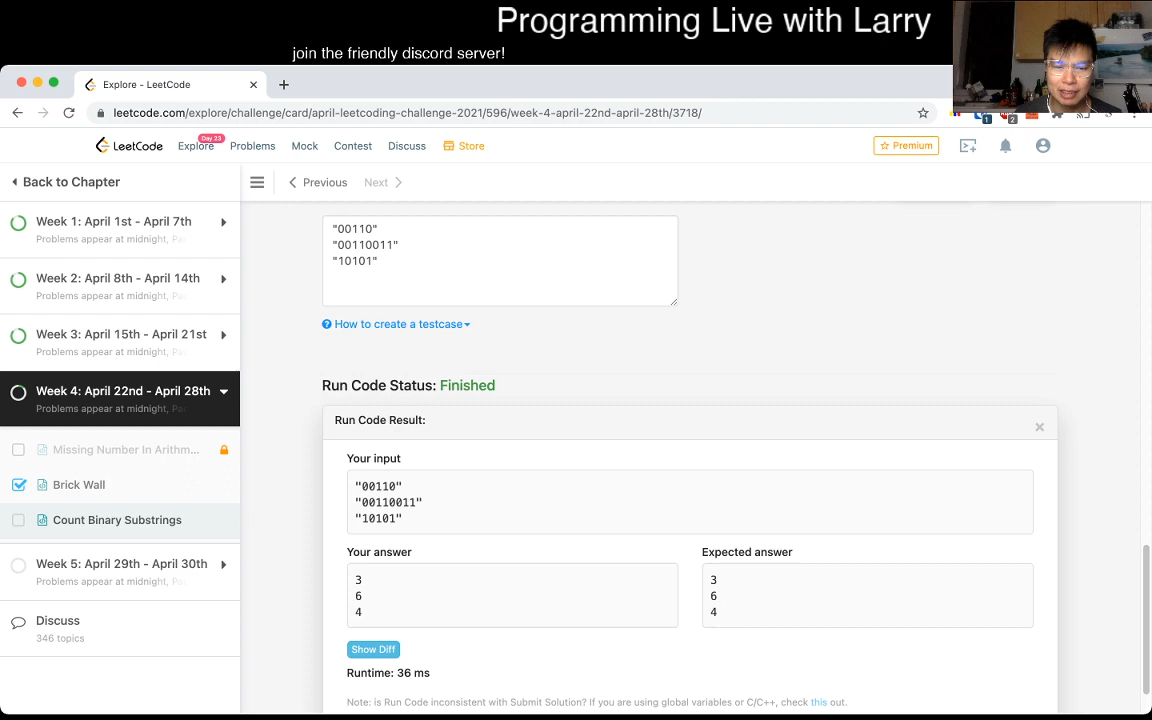 Programming Live with Larry
join the friendly discord server!
Explore - LeetCode
leetcode.com/explore/challenge/card/april-leetcoding-challenge-2021/596/week-4-april-22nd-april-28th/3718/
1
2
LeetCode
Explore
Day 23
Problems
Mock
Contest
Discuss
Store
Premium
Back to Chapter
Previous
Next
Week 1: April 1st - April 7th
Problems appear at midnight,
Week 2: April 8th - April 14th
Problems appear at midnight,
Week 3: April 15th - April 21st
Problems appear at midnight,
Week 4: April 22nd - April 28th
Problems appear at midnight,
Missing Number In Arithm...
Brick Wall
Count Binary Substrings
Week 5: April 29th - April 30th
Problems appear at midnight,
Discuss
346 topics
"00110"
"00110011"
"10101"
How to create a testcase
Run Code Status: Finished
Run Code Result:
Your input
"00110"
"00110011"
"10101"
Your answer
3
6
4
Expected answer
3
6
4
Show Diff
Runtime: 36 ms
Note: is Run Code inconsistent with Submit Solution? If you are using global variables or C/C++, check this out.